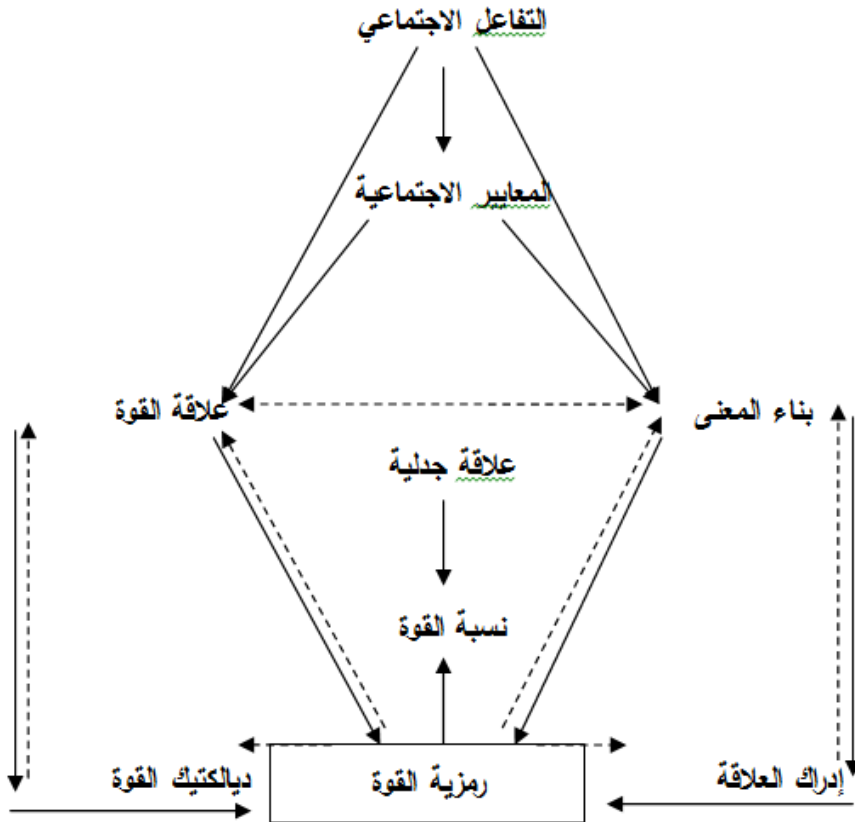 التفاعل الاجتماعي
المعايير الاجتماعية
بناء المعنى
علاقة القوة
علاقة جدلية
نسبة القوة
إدراك العلاقة
رمزية القوة
ديالكتيك القوة